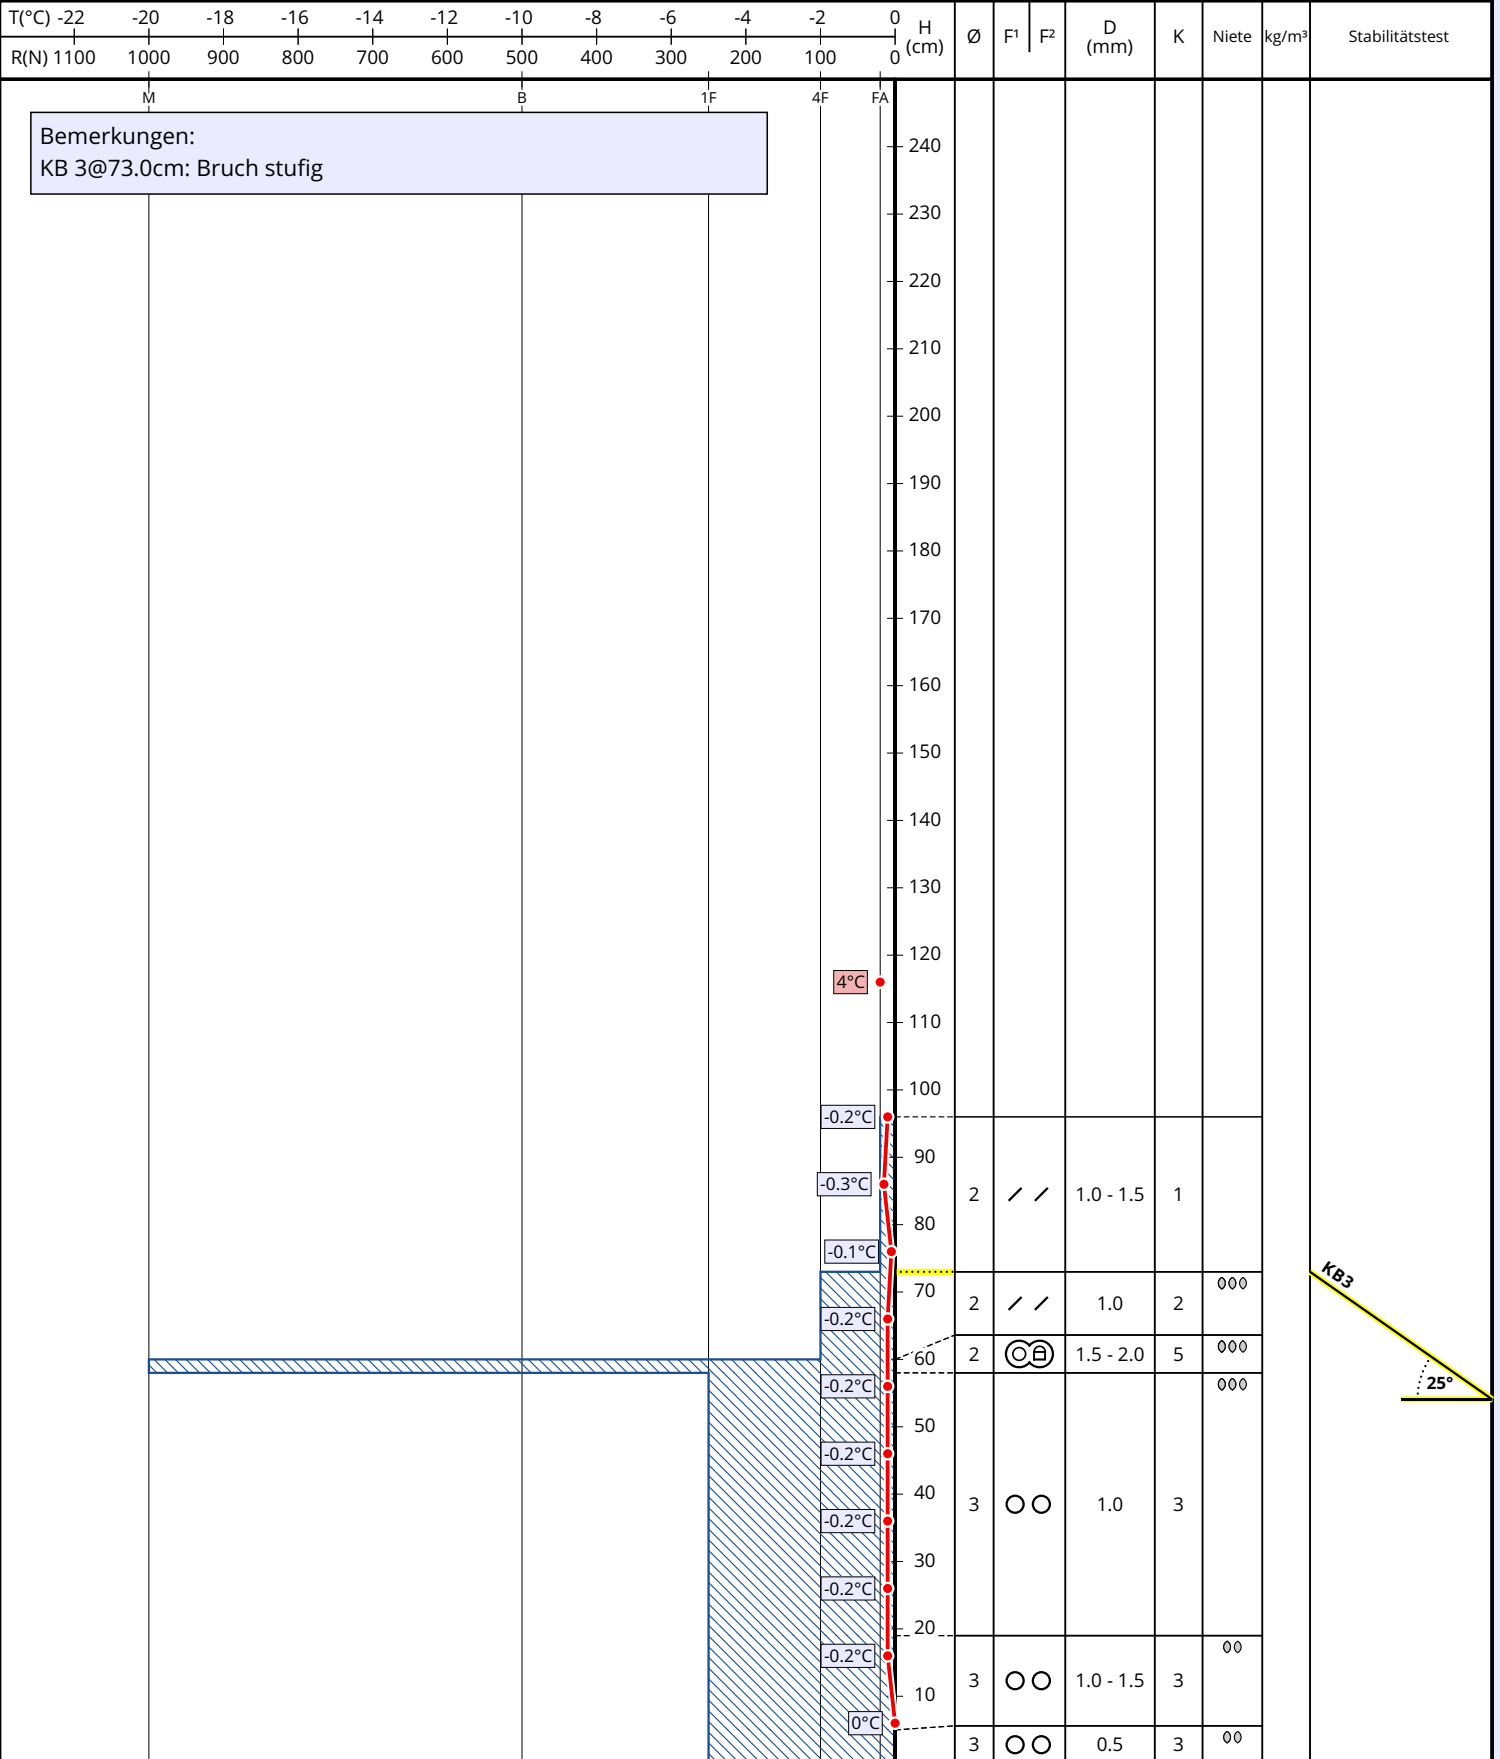 T(°C) -22 -20 -18 -16 -14 -12 -10 -8 -6 -4 -2 0
R(N) 1100 1000 900 800 700 600 500 400 300 200 100 0
H (cm)
Ø
F¹ F²
D (mm)
K
Niete
kg/m³
Stabilitätstest
M B 1F 4F FA
Bemerkungen:
KB 3@73.0cm: Bruch stufig
240
230
220
210
200
190
180
170
160
150
140
130
120
4°C
110
100
-0.2°C
90
-0.3°C 2 1.0 - 1.5 1
80
-0.1°C
KB3
70
2 1.0 2
-0.2°C
60 2 1.5 - 2.0 5
-0.2°C
25°
50
-0.2°C
40
3 1.0 3
-0.2°C
30
-0.2°C
20
-0.2°C
3 1.0 - 1.5 3
10
0°C
3 0.5 3